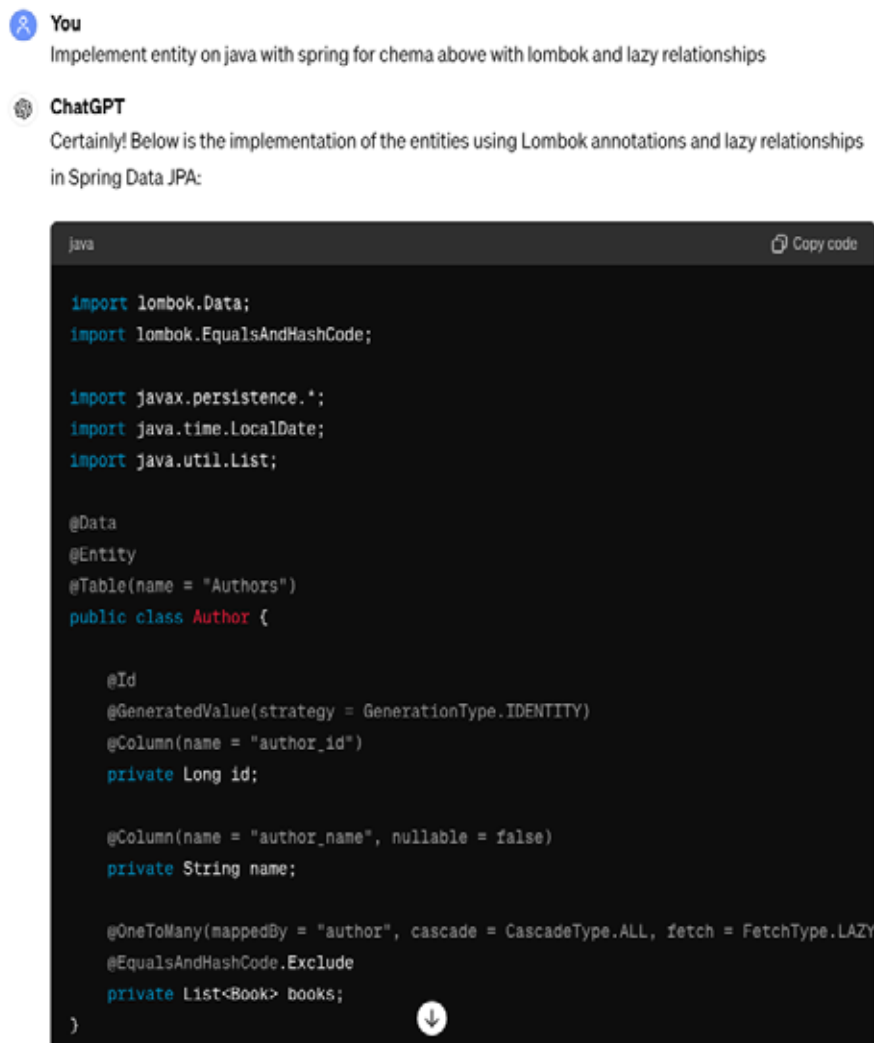 You
Impelement entity on java with spring for chema above with lombok and lazy relationships
ChatGPT
Certainly! Below is the implementation of the entities using Lombok annotations and lazy relationships
in Spring Data JPA:
java
Copy code
import lombok.Data;
import lombok.EqualsAndHashCode;
import javax.persistence.*;
import java.time.LocalDate;
import java.util.List;
@Data
@Entity
@Table(name = "Authors")
public class Author {
@Id
@GeneratedValue(strategy = GenerationType.IDENTITY)
@Column(name = "author_id")
private Long id;
@Column(name = "author_name", nullable = false)
private String name;
@OneToMany(mappedBy = "author", cascade = CascadeType.ALL, fetch = FetchType.LAZY
@EqualsAndHashCode.Exclude
private List<Book> books;
}